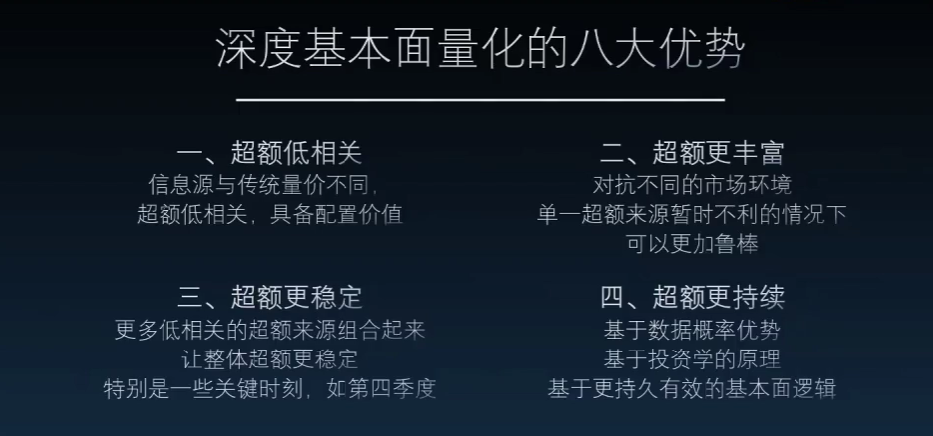 深度基本面量化的八大优势
一、超额低相关
信息源与传统量价不同,
超额低相关，具备配置价值
二、超额更丰富
对抗不同的市场环境
单一超额来源暂时不利的情况下
可以更加鲁棒
三、超额更稳定
更多低相关的超额来源组合起来
让整体超额更稳定
特别是一些关键时刻，如第四季度
四、超额更持续
基于数据概率优势
基于投资学的原理
基于更持久有效的基本面逻辑